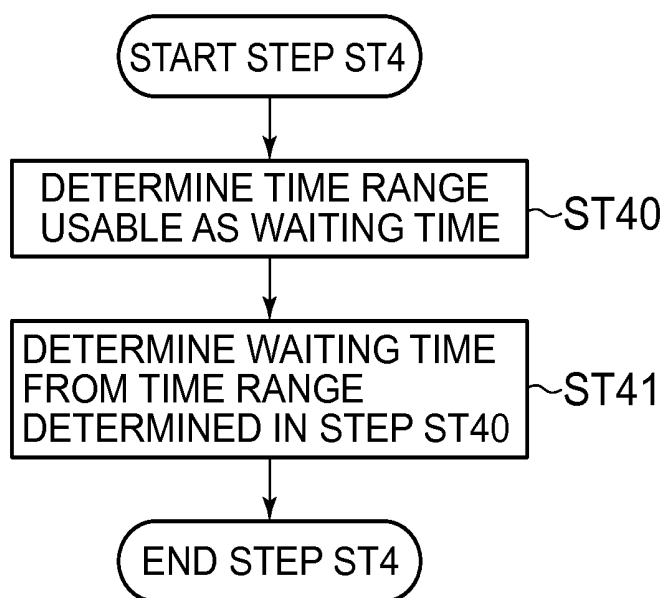 START STEP ST4
DETERMINE TIME RANGE
USABLE AS WAITING TIME
ST40
DETERMINE WAITING TIME
FROM TIME RANGE
DETERMINED IN STEP ST40
ST41
END STEP ST4